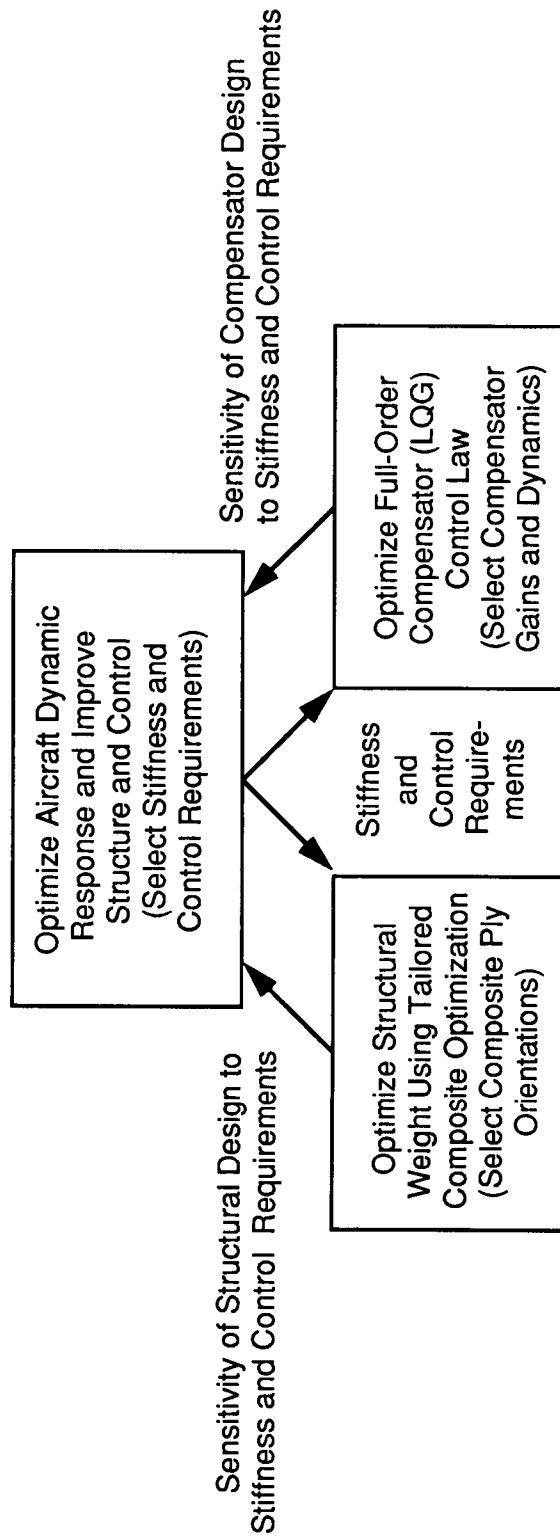 Optimize Aircraft Dynamic
Response and Improve
Structure and Control
(Select Stiffness and
Control Requirements)
Sensitivity of Structural Design to
Stiffness and Control Requirements
Sensitivity of Compensator Design
to Stiffness and Control Requirements
Optimize Structural
Weight Using Tailored
Composite Optimization
(Select Composite Ply
Orientations)
Stiffness
and
Control
Require-
ments
Optimize Full-Order
Compensator (LQG)
Control Law
(Select Compensator
Gains and Dynamics)